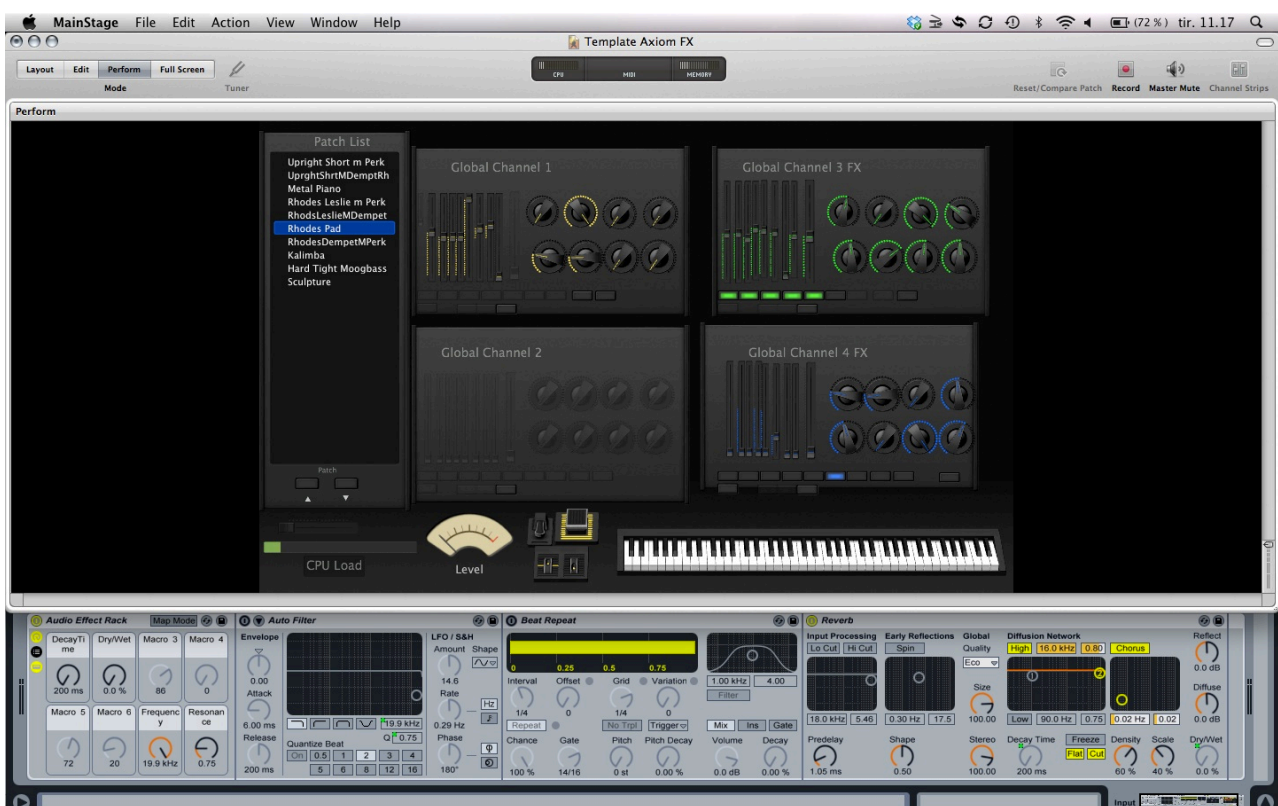 MainStage File Edit Action View Window Help (72 %) tir. 11.17
Template Axiom FX
Layout Edit Perform Full Screen
Mode Tuner
CPU MIDI MEMORY
Reset/Compare Patch Record Master Mute Channel Strips
Perform
Patch List
Upright Short m Perk
UprghtShrtMDemptRh
Metal Piano
Rhodes Leslie m Perk
RhodsLeslieMDempet
Rhodes Pad
RhodesDempetMPerk
Kalimba
Hard Tight Moogbass
Sculpture
Patch
Global Channel 1
Global Channel 3 FX
Global Channel 2
Global Channel 4 FX
CPU Load
Level
Audio Effect Rack Map Mode
DecayTi
me
Dry/Wet Macro 3 Macro 4
200 ms 0.0 % 86 0
Macro 5 Macro 6 Frequenc
y
Resonan
ce
72 20 19.9 kHz 0.75
Auto Filter
Envelope
0.00
Attack
6.00 ms
Release
200 ms
19.9 kHz
Q 0.75
Quantize Beat
On 0.5 1 2 3 4
5 6 8 12 16
LFO / S&H
Amount Shape
14.6
Rate
Hz
0.29 Hz
Phase
180°
Beat Repeat
0 0.25 0.5 0.75
Interval Offset Grid Variation
1/4 0 1/4 0
Repeat No Trpl Trigger
Chance Gate Pitch Pitch Decay
100 % 14/16 0 st 0.00 %
1.00 kHz 4.00
Filter
Mix Ins Gate
Volume Decay
0.0 dB 0.00 %
Reverb
Input Processing Early Reflections Global Diffusion Network Reflect
Lo Cut Hi Cut Spin Quality High 16.0 kHz 0.80 Chorus
Eco
0.0 dB
Size
Diffuse
18.0 kHz 5.46 0.30 Hz 17.5 100.00 Low 90.0 Hz 0.75 0.02 Hz 0.02 0.0 dB
Predelay Shape Stereo Decay Time Freeze Density Scale Dry/Wet
Flat Cut
1.05 ms 0.50 100.00 200 ms 60 % 40 % 0.0 %
Input